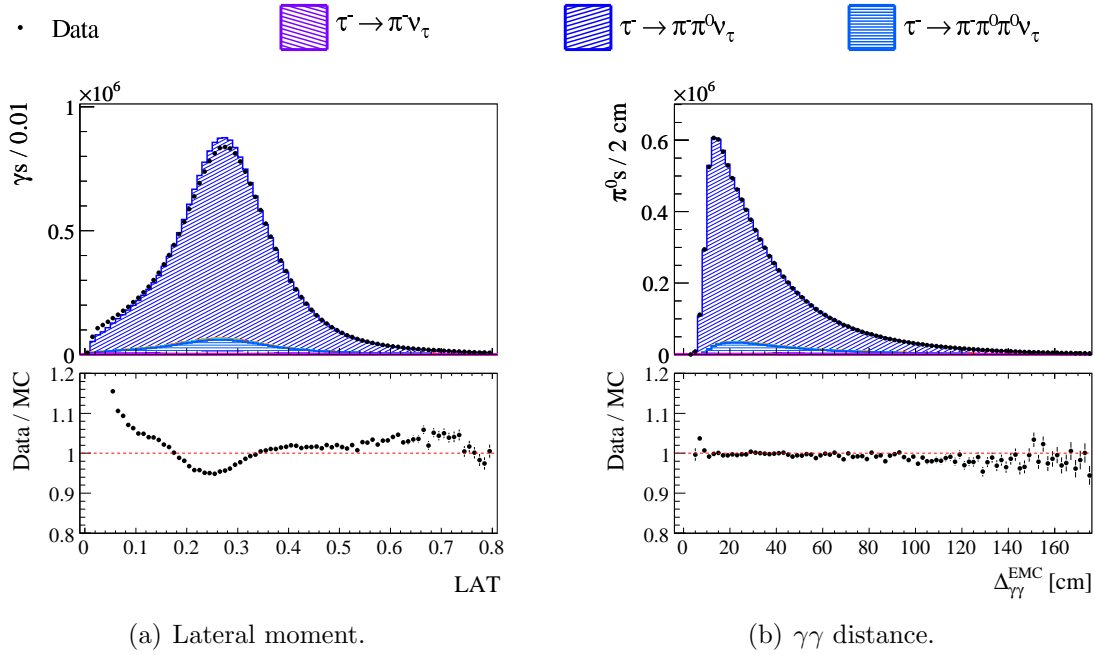 • Data τ⁻ → π⁻ν_τ τ⁻ → π⁻π⁰ν_τ τ⁻ → π⁻π⁰π⁰ν_τ
×10⁶
γs / 0.01
1
0.5
0
Data / MC
1.2
1.1
1
0.9
0.8
0 0.1 0.2 0.3 0.4 0.5 0.6 0.7 0.8
LAT
(a) Lateral moment.
×10⁶
π⁰s / 2 cm
0.6
0.4
0.2
0
Data / MC
1.2
1.1
1
0.9
0.8
0 20 40 60 80 100 120 140 160
Δ^EMC_γγ [cm]
(b) γγ distance.